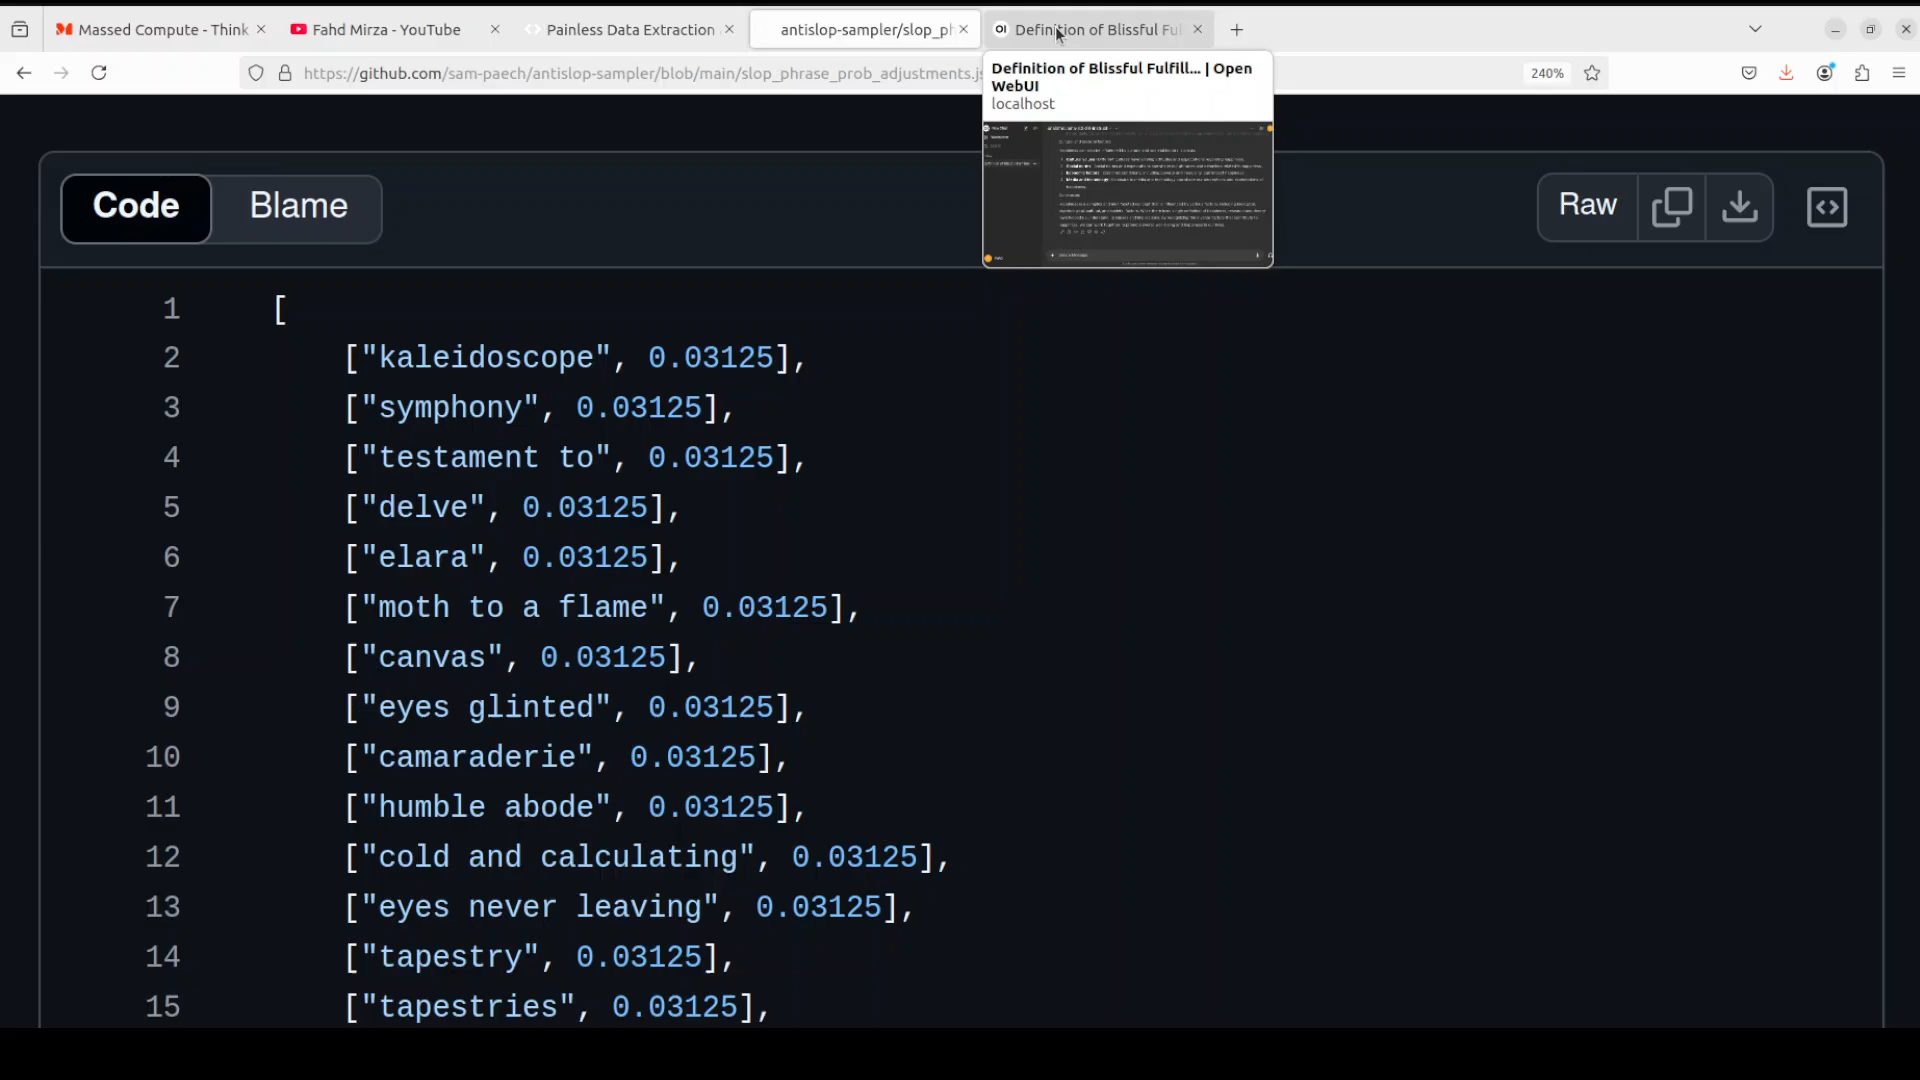 Massed Compute - Think
Fahd Mirza - YouTube
Painless Data Extraction
antislop-sampler/slop_ph
OI Definition of Blissful Ful
https://github.com/sam-paech/antislop-sampler/blob/main/slop_phrase_prob_adjustments.js
240%
Definition of Blissful Fulfill... | Open
WebUI
localhost
Code
Blame
Raw
1 [
2 ["kaleidoscope", 0.03125],
3 ["symphony", 0.03125],
4 ["testament to", 0.03125],
5 ["delve", 0.03125],
6 ["elara", 0.03125],
7 ["moth to a flame", 0.03125],
8 ["canvas", 0.03125],
9 ["eyes glinted", 0.03125],
10 ["camaraderie", 0.03125],
11 ["humble abode", 0.03125],
12 ["cold and calculating", 0.03125],
13 ["eyes never leaving", 0.03125],
14 ["tapestry", 0.03125],
15 ["tapestries", 0.03125],